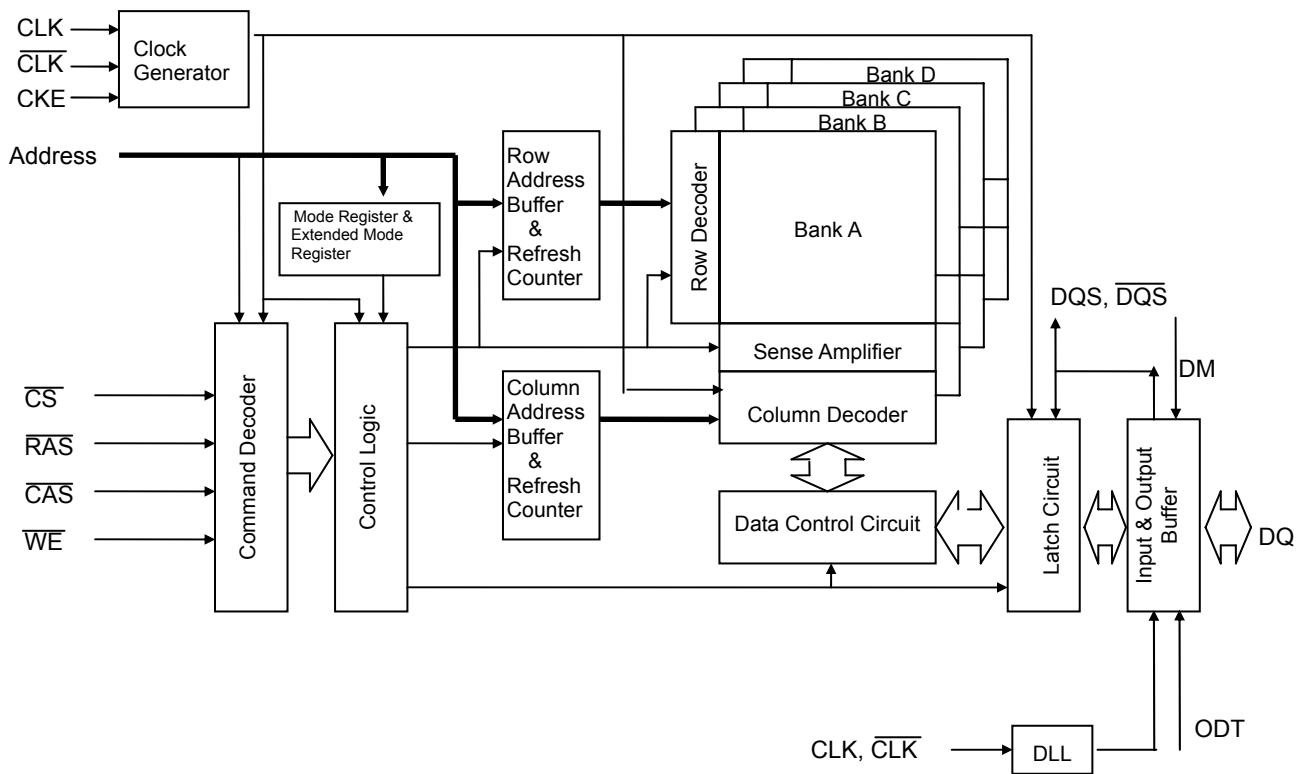 CLK
CLK
CKE
Clock
Generator
Bank D
Bank C
Bank B
Address
Row
Address
Buffer
&
Refresh
Counter
Row Decoder
Bank A
Mode Register &
Extended Mode
Register
DQS, DQS
DM
Sense Amplifier
Column Decoder
CS
RAS
CAS
WE
Command Decoder
Control Logic
Column
Address
Buffer
&
Refresh
Counter
Data Control Circuit
Latch Circuit
Input & Output
Buffer
DQ
CLK, CLK
DLL
ODT